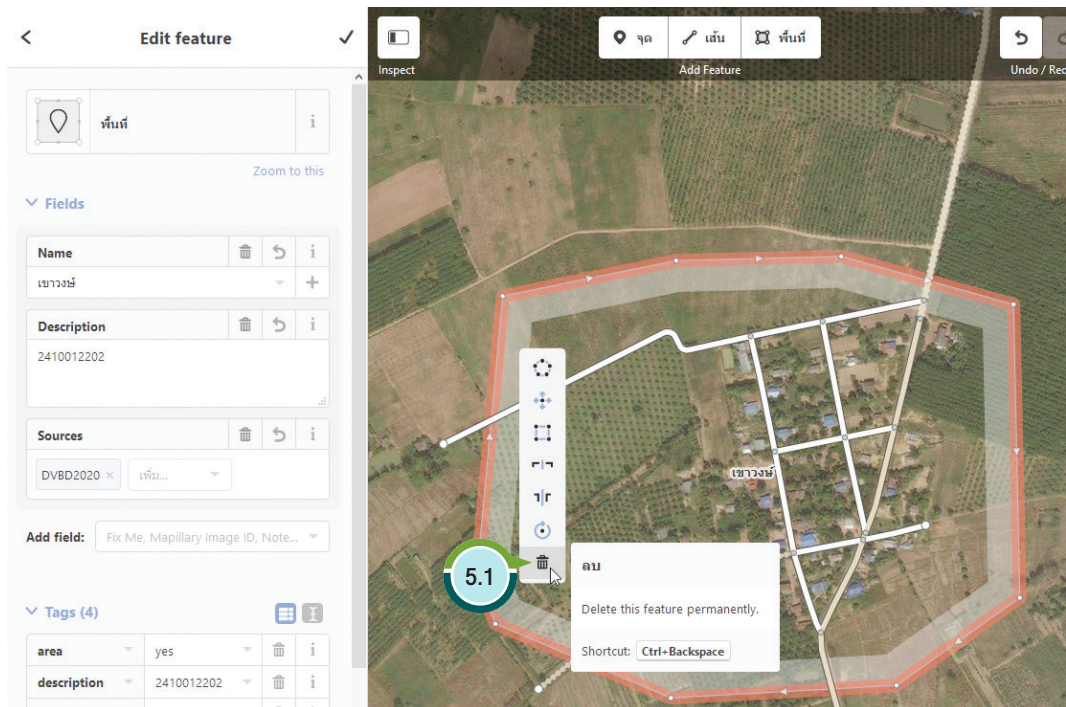 Edit feature
พื้นที่
i
Zoom to this
Fields
Name
i
เขาวงษ์
+
Description
i
2410012202
Sources
i
DVBD2020 ×
เพิ่ม...
Add field:
Fix Me, Mapillary Image ID, Note...
Tags (4)
area
yes
i
description
2410012202
i
Inspect
จุด
เส้น
พื้นที่
Add Feature
Undo / Red
เขาวงษ์
5.1
ลบ
Delete this feature permanently.
Shortcut: Ctrl+Backspace